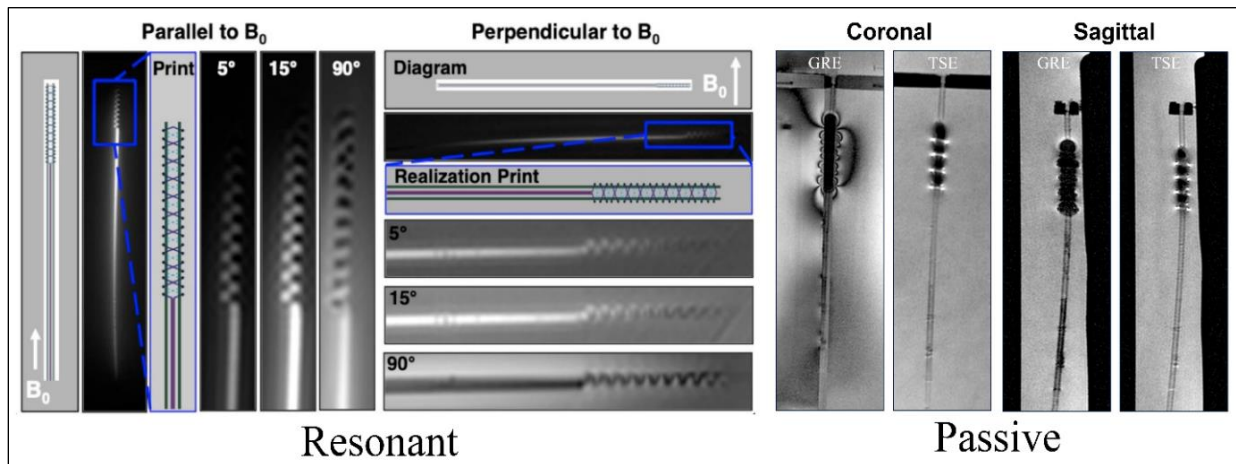 Parallel to B₀
Print
5°
15°
90°
B₀
Perpendicular to B₀
Diagram
B₀
Realization Print
5°
15°
90°
Resonant
Coronal
GRE
TSE
Sagittal
GRE
TSE
Passive